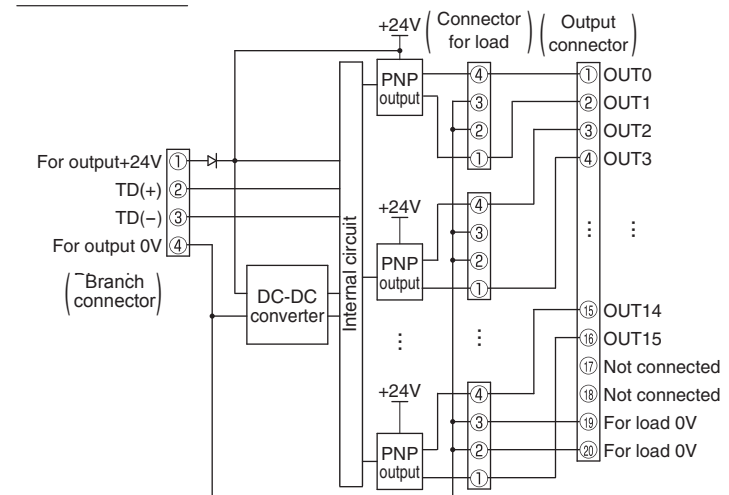 +24V
( Connector for load )
( Output connector )
PNP output
④
③
②
①
① OUT0
② OUT1
③ OUT2
④ OUT3
For output+24V ①
TD(+) ②
TD(−) ③
For output 0V ④
( Branch connector )
DC-DC converter
Internal circuit
+24V
PNP output
④
③
②
①
⑮ OUT14
⑯ OUT15
⑰ Not connected
⑱ Not connected
⑲ For load 0V
⑳ For load 0V
+24V
PNP output
④
③
②
①